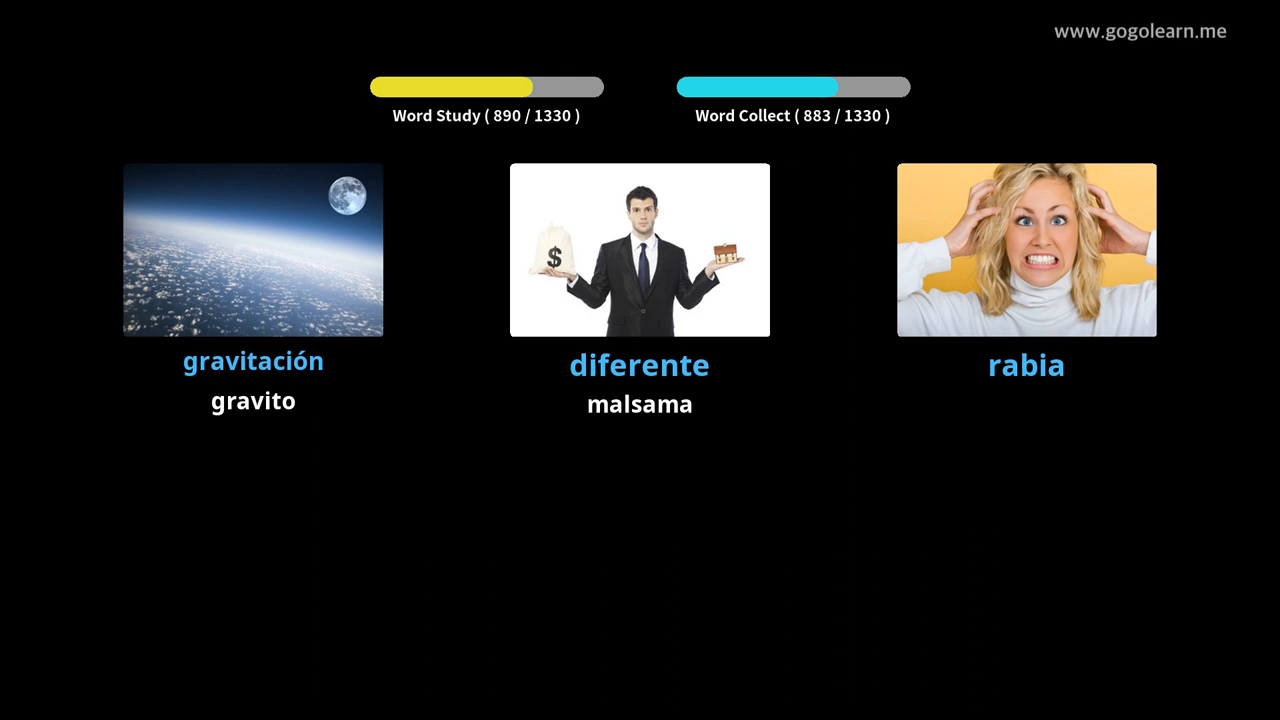 www.gogolearn.me
Word Study ( 890 / 1330 )
Word Collect ( 883 / 1330 )
$
gravitación
gravito
diferente
malsama
rabia